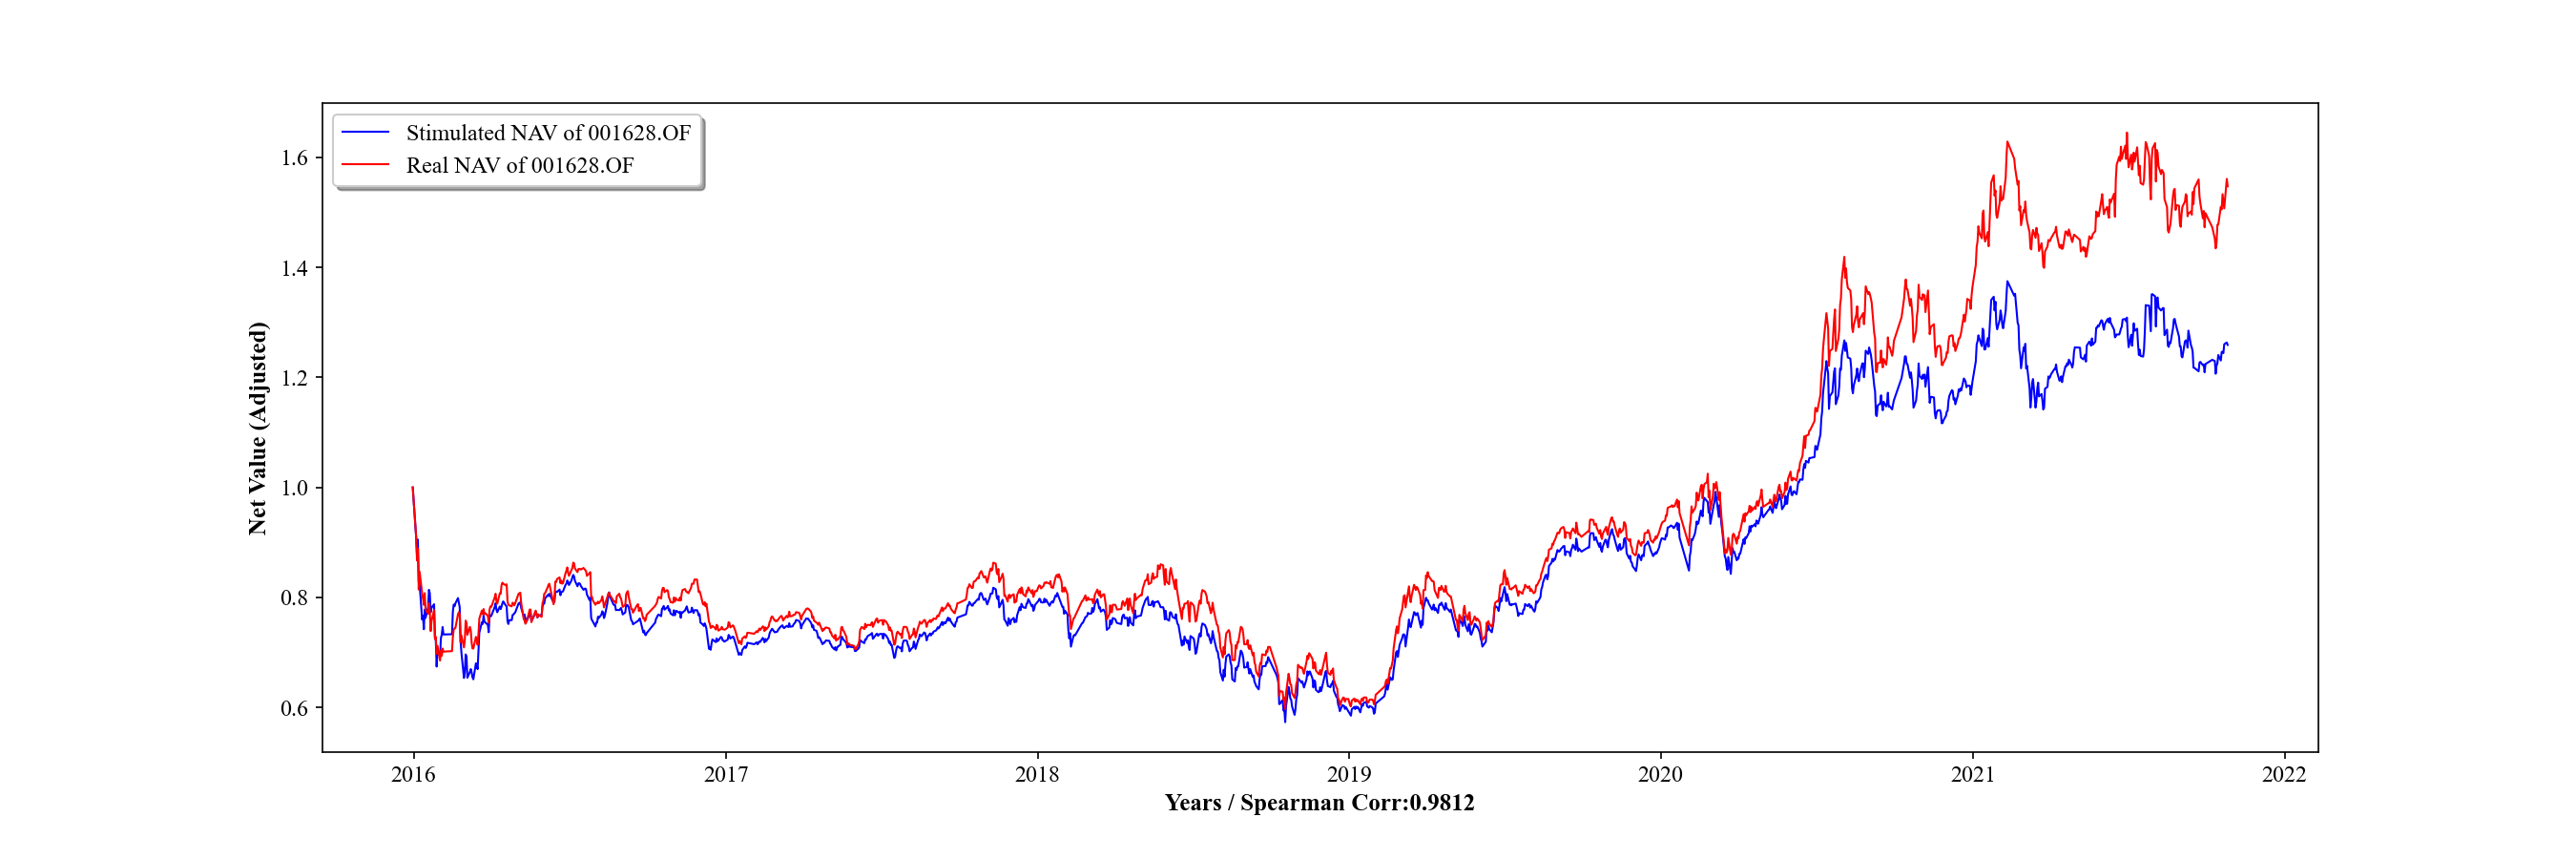 Stimulated NAV of 001628.OF
Real NAV of 001628.OF
1.6
1.4
1.2
1.0
0.8
0.6
Net Value (Adjusted)
2016 2017 2018 2019 2020 2021 2022
Years / Spearman Corr:0.9812